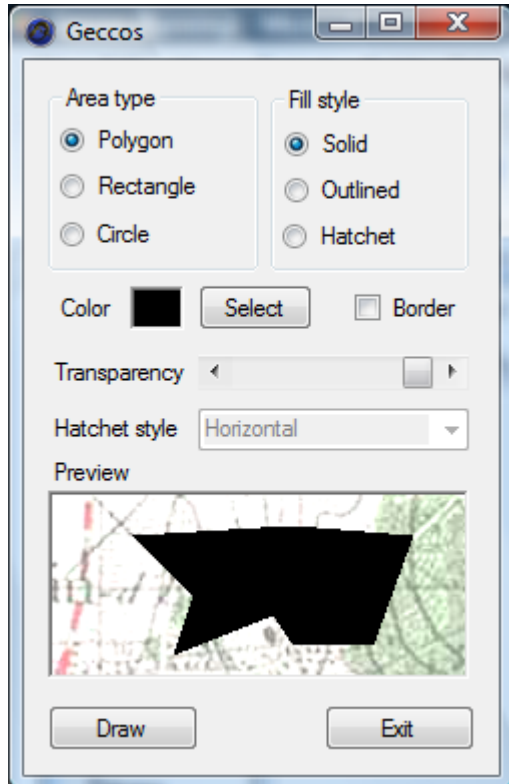 Geccos
Area type
Polygon
Rectangle
Circle
Fill style
Solid
Outlined
Hatchet
Color
Select
Border
Transparency
Hatchet style
Horizontal
Preview
Draw
Exit